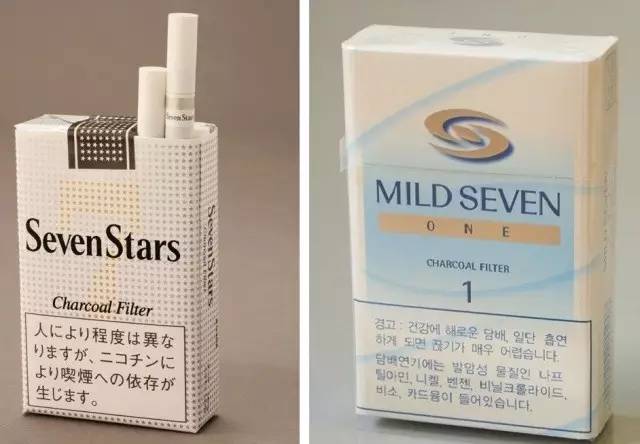 Seven Stars
SevenStars
Charcoal Filter
人により程度は異な
りますが、ニコチンに
より喫煙への依存が
生じます。
SevenStars
Charcoal Filter
MILD SEVEN
ONE
CHARCOAL FILTER
1
경고 : 건강에 해로운 담배, 일단 흡연
하게 되면 끊기가 매우 어렵습니다.
담배연기에는 발암성 물질인 나프
틸아민, 니켈, 벤젠, 비닐크롤라이드,
비소, 카드뮴이 들어있습니다.